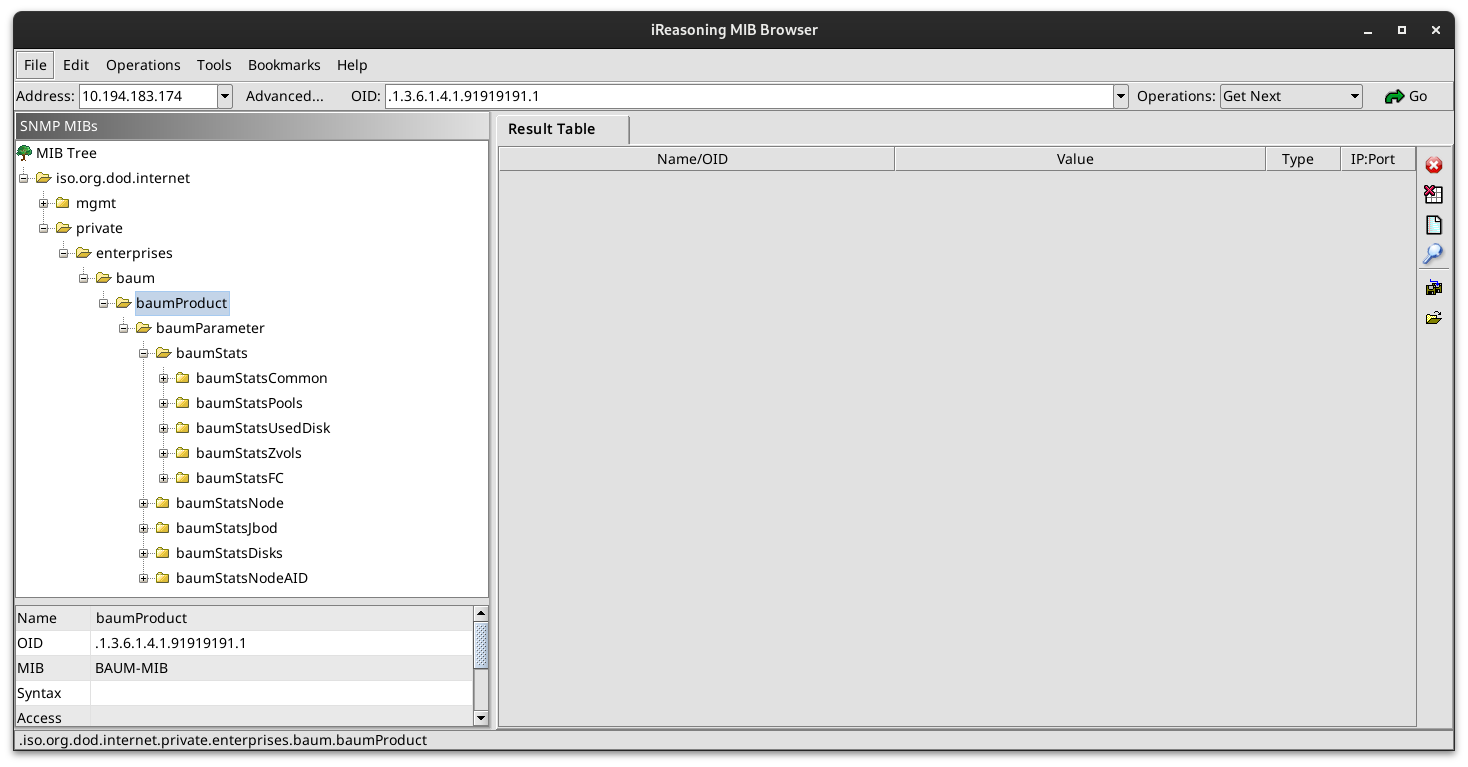 iReasoning MIB Browser
File Edit Operations Tools Bookmarks Help
Address: 10.194.183.174 Advanced... OID: .1.3.6.1.4.1.91919191.1 Operations: Get Next Go
SNMP MIBs
MIB Tree
iso.org.dod.internet
mgmt
private
enterprises
baum
baumProduct
baumParameter
baumStats
baumStatsCommon
baumStatsPools
baumStatsUsedDisk
baumStatsZvols
baumStatsFC
baumStatsNode
baumStatsJbod
baumStatsDisks
baumStatsNodeAID
Name baumProduct
OID .1.3.6.1.4.1.91919191.1
MIB BAUM-MIB
Syntax
Access
Result Table
Name/OID Value Type IP:Port
.iso.org.dod.internet.private.enterprises.baum.baumProduct